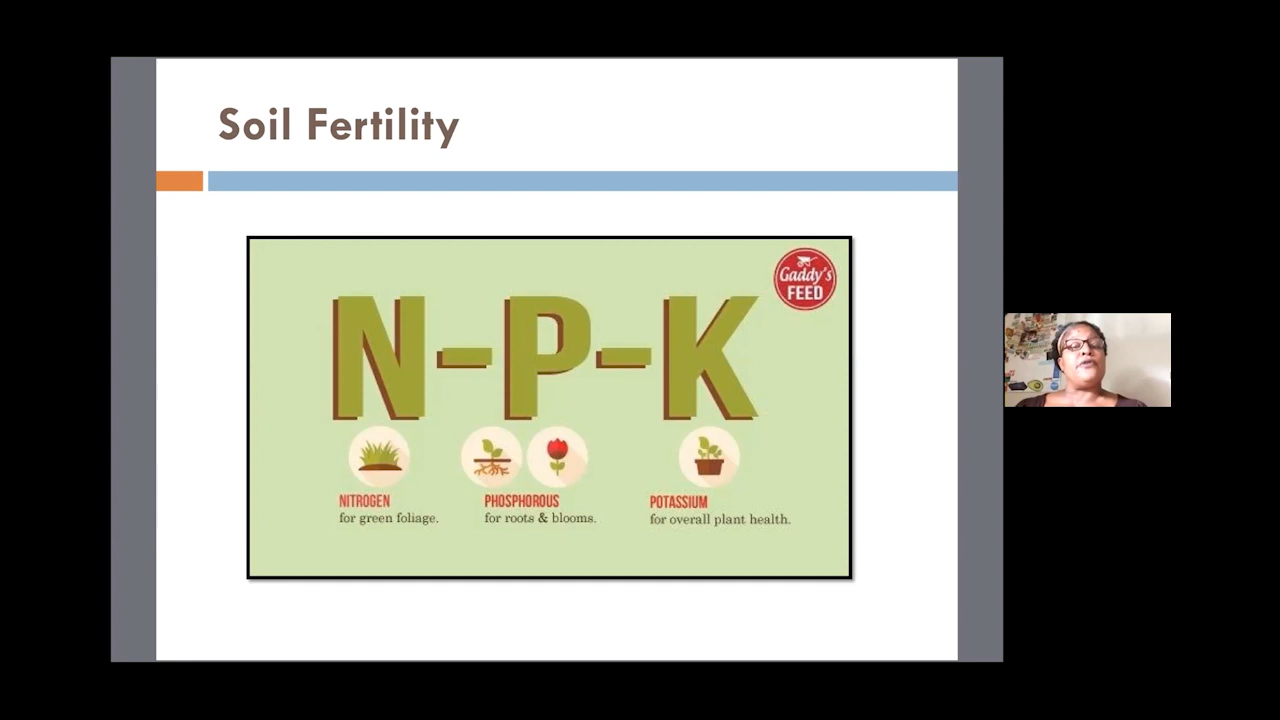 Soil Fertility
Gaddy's
FEED
N-P-K
NITROGEN
for green foliage.
PHOSPHOROUS
for roots & blooms.
POTASSIUM
for overall plant health.